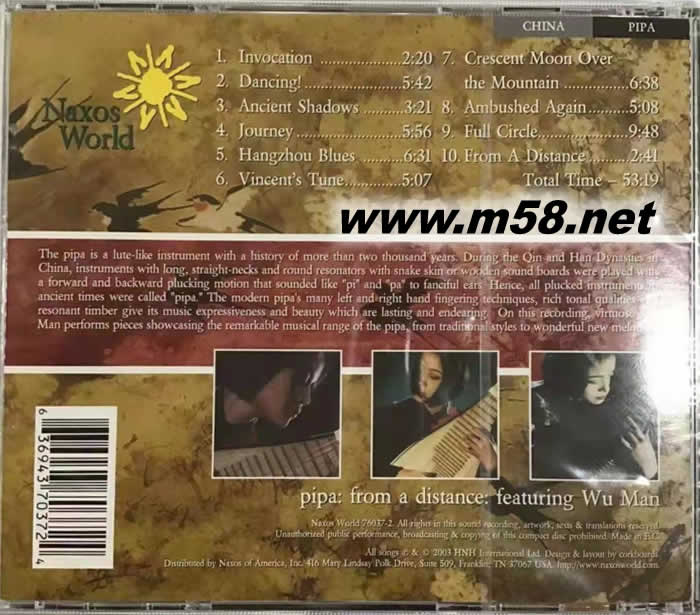 CHINA PIPA
Naxos
World
1. Invocation ..................2:20
2. Dancing! .....................5:42
3. Ancient Shadows .........3:21
4. Journey .......................5:56
5. Hangzhou Blues ..........6:31
6. Vincent's Tune.............5:07
7. Crescent Moon Over
the Mountain ................6:38
8. Ambushed Again.........5:08
9. Full Circle....................9:48
10. From A Distance ........2:41
Total Time – 53:19
www.m58.net
The pipa is a lute-like instrument with a history of more than two thousand years. During the Qin and Han Dynasties in
China, instruments with long, straight-necks and round resonators with snake skin or wooden sound boards were played with
a forward and backward plucking motion that sounded like "pi" and "pa" to fanciful ears. Hence, all plucked instruments
ancient times were called "pipa." The modern pipa's many left and right hand fingering techniques, rich tonal qualities
resonant timber give its music expressiveness and beauty which are lasting and endearing. On this recording, virtuoso
Man performs pieces showcasing the remarkable musical range of the pipa, from traditional styles to wonderful new
pipa: from a distance: featuring Wu Man
Naxos World 76037-2. All rights in this sound recording, artwork, texts & translations reserved.
Unauthorized public performance, broadcasting & copying of this compact disc prohibited. Made in E.C.
All songs ℗ & © 2003 HNH International Ltd. Design & layout by corkboards.
Distributed by Naxos of America, Inc. 416 Mary Lindsay Polk Drive, Suite 509, Franklin, TN 37067 USA. http://www.naxosworld.com
6 36943 70372 4